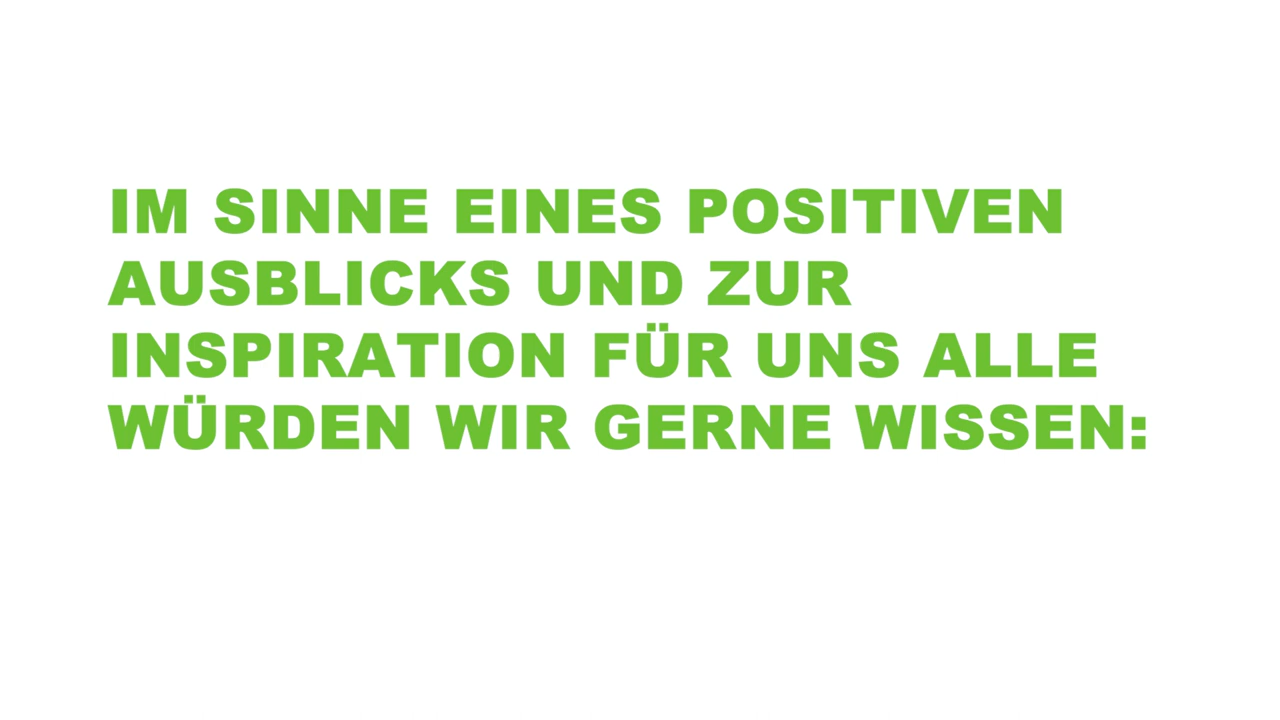 IM SINNE EINES POSITIVEN
AUSBLICKS UND ZUR
INSPIRATION FÜR UNS ALLE
WÜRDEN WIR GERNE WISSEN: